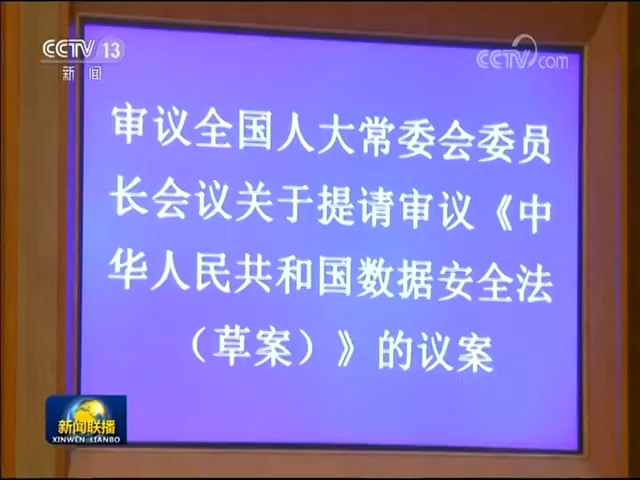 CCTV 13
新闻
CCTV.com
审议全国人大常委会委员
长会议关于提请审议《中
华人民共和国数据安全法
（草案）》的议案
新闻联播
XINWEN LIANBO